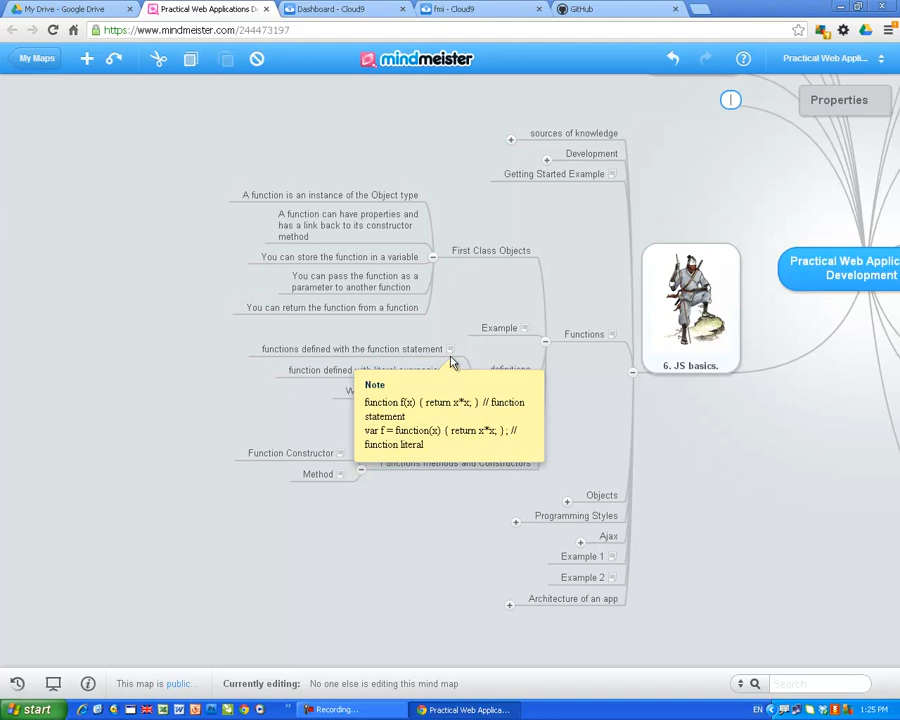 My Drive - Google Drive
Practical Web Applications D
Dashboard - Cloud9
fmi - Cloud9
GitHub
https://www.mindmeister.com/244473197
My Maps
mindmeister
Practical Web Appli...
Properties
sources of knowledge
Development
Getting Started Example
A function is an instance of the Object type
A function can have properties and
has a link back to its constructor
method
You can store the function in a variable
You can pass the function as a
parameter to another function
You can return the function from a function
First Class Objects
Practical Web Applic
Development
Example
Functions
functions defined with the function statement
6. JS basics.
Note
function f(x) { return x*x; } // function
statement
var f = function(x) { return x*x; } ; //
function literal
Function Constructor
Functions methods and Constructors
Method
Objects
Programming Styles
Ajax
Example 1
Example 2
Architecture of an app
This map is public...
Currently editing: No one else is editing this mind map
Search
start
Recording...
Practical Web Applica...
EN
1:25 PM